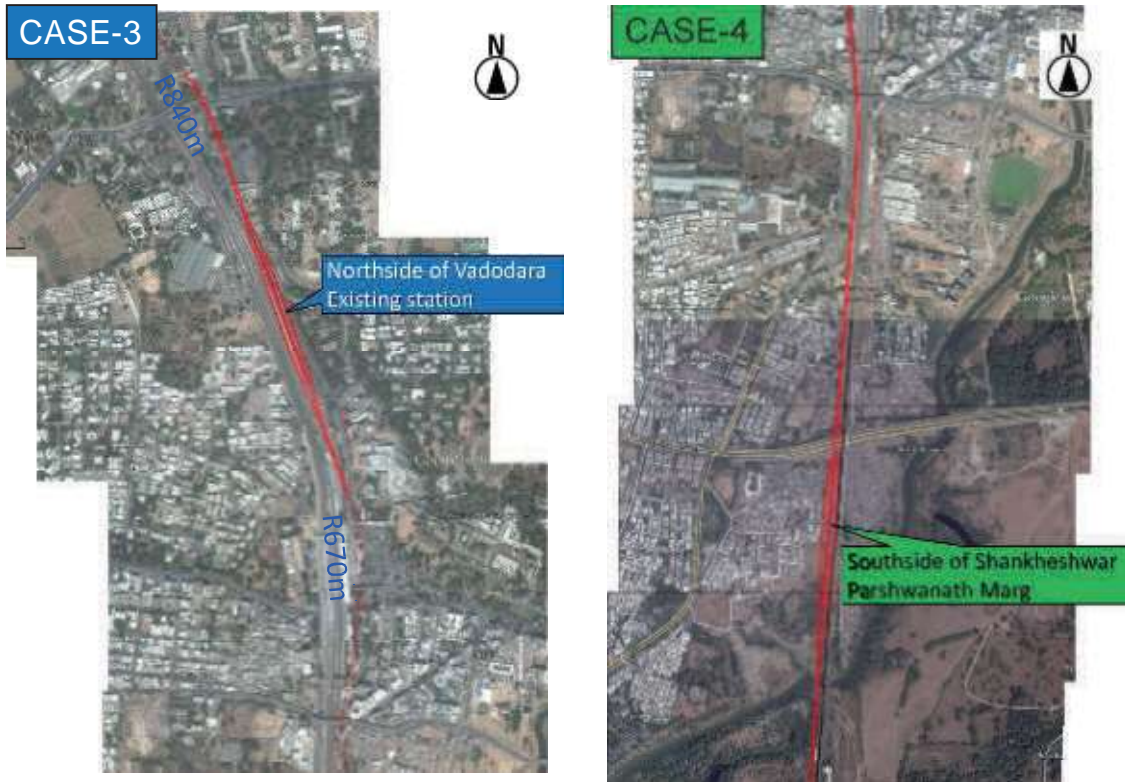 CASE-3
N
R840m
Northside of Vadodara
Existing station
R670m
CASE-4
N
Southside of Shankheshwar
Parshwanath Marg